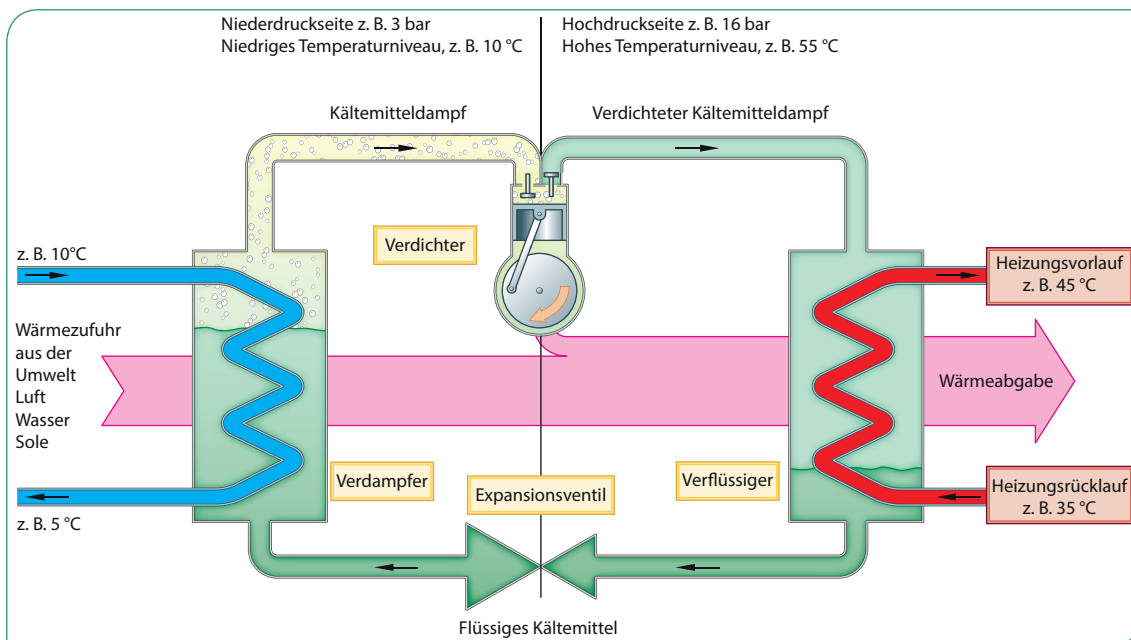 Niederdruckseite z. B. 3 bar
Niedriges Temperaturniveau, z. B. 10 °C
Hochdruckseite z. B. 16 bar
Hohes Temperaturniveau, z. B. 55 °C
Kältemitteldampf
Verdichteter Kältemitteldampf
Verdichter
z. B. 10°C
Heizungsvorlauf
z. B. 45 °C
Wärmezufuhr
aus der
Umwelt
Luft
Wasser
Sole
Wärmeabgabe
Verdampfer
Expansionsventil
Verflüssiger
Heizungsrücklauf
z. B. 35 °C
z. B. 5 °C
Flüssiges Kältemittel